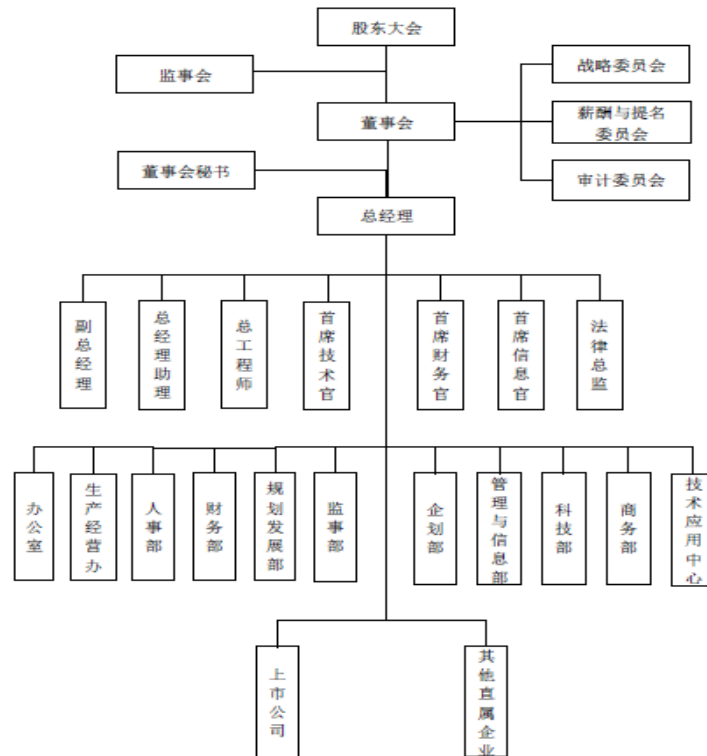 股东大会
监事会
战略委员会
董事会
薪酬与提名
委员会
董事会秘书
审计委员会
总经理
副总经理
总经理助理
总工程师
首席技术官
首席财务官
首席信息官
法律总监
办公室
生产经营办
人事部
财务部
规划发展部
监事部
企划部
管理与信息部
科技部
商务部
技术应用中心
上市公司
其他直属企业